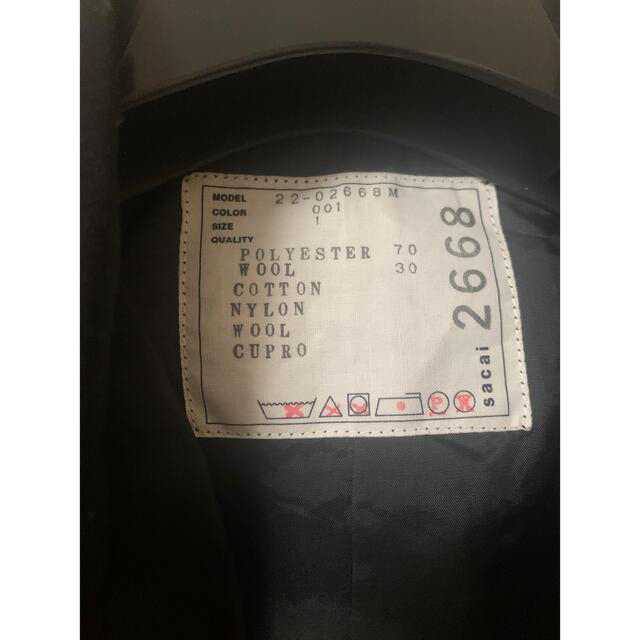 MODEL 22-02668M
COLOR 001
SIZE 1
QUALITY
POLYESTER 70
WOOL 30
COTTON
NYLON
WOOL
CUPRO
P W
sacai 2668